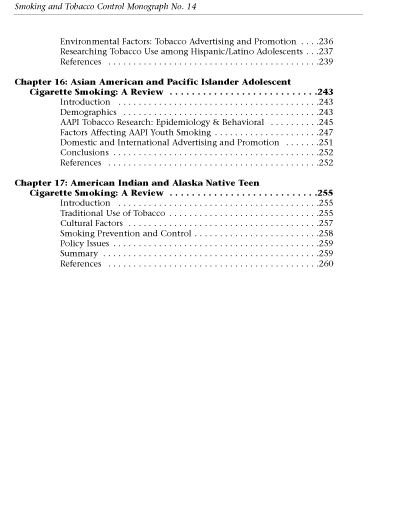 Smoking and Tobacco Control Monograph No. 14
Environmental Factors: Tobacco Advertising and Promotion . . . .236
Researching Tobacco Use among Hispanic/Latino Adolescents . . .237
References . . . . . . . . . . . . . . . . . . . . . . . . . . . . . . . . . . . . . . . .239
Chapter 16: Asian American and Pacific Islander Adolescent
Cigarette Smoking: A Review . . . . . . . . . . . . . . . . . . . . . . . . . . .243
Introduction . . . . . . . . . . . . . . . . . . . . . . . . . . . . . . . . . . . . . .243
Demographics . . . . . . . . . . . . . . . . . . . . . . . . . . . . . . . . . . . . .243
AAPI Tobacco Research: Epidemiology & Behavioral . . . . . . . . . .245
Factors Affecting AAPI Youth Smoking . . . . . . . . . . . . . . . . . . . .247
Domestic and International Advertising and Promotion . . . . . . .251
Conclusions . . . . . . . . . . . . . . . . . . . . . . . . . . . . . . . . . . . . . . .252
References . . . . . . . . . . . . . . . . . . . . . . . . . . . . . . . . . . . . . . . .252
Chapter 17: American Indian and Alaska Native Teen
Cigarette Smoking: A Review . . . . . . . . . . . . . . . . . . . . . . . . . . .255
Introduction . . . . . . . . . . . . . . . . . . . . . . . . . . . . . . . . . . . . . .255
Traditional Use of Tobacco . . . . . . . . . . . . . . . . . . . . . . . . . . . . .255
Cultural Factors . . . . . . . . . . . . . . . . . . . . . . . . . . . . . . . . . . . .257
Smoking Prevention and Control . . . . . . . . . . . . . . . . . . . . . . . .258
Policy Issues . . . . . . . . . . . . . . . . . . . . . . . . . . . . . . . . . . . . . . .259
Summary . . . . . . . . . . . . . . . . . . . . . . . . . . . . . . . . . . . . . . . . .259
References . . . . . . . . . . . . . . . . . . . . . . . . . . . . . . . . . . . . . . . .260